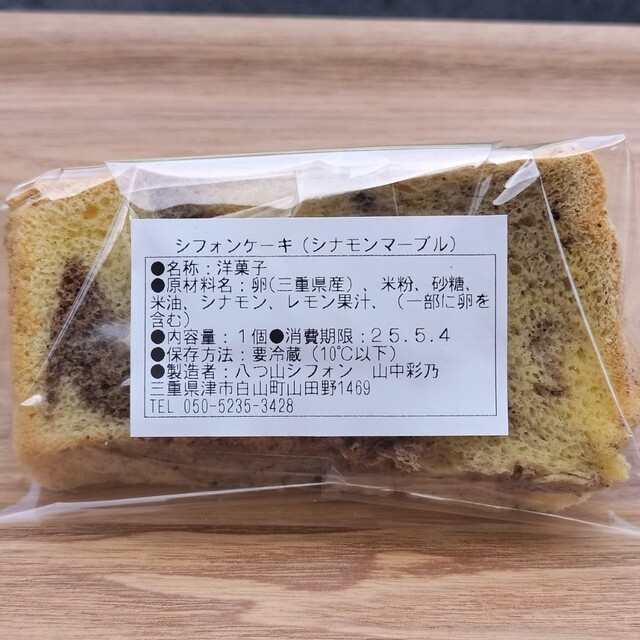 シフォンケーキ(シナモンマーブル)
●名称:洋菓子
●原材料名:卵(三重県産)、米粉、砂糖、
米油、シナモン、レモン果汁、(一部に卵を
含む)
●内容量:1個●消費期限:25.5.4
●保存方法:要冷蔵(10℃以下)
●製造者:八つ山シフォン 山中彩乃
三重県津市白山町山田野1469
TEL 050-5235-3428